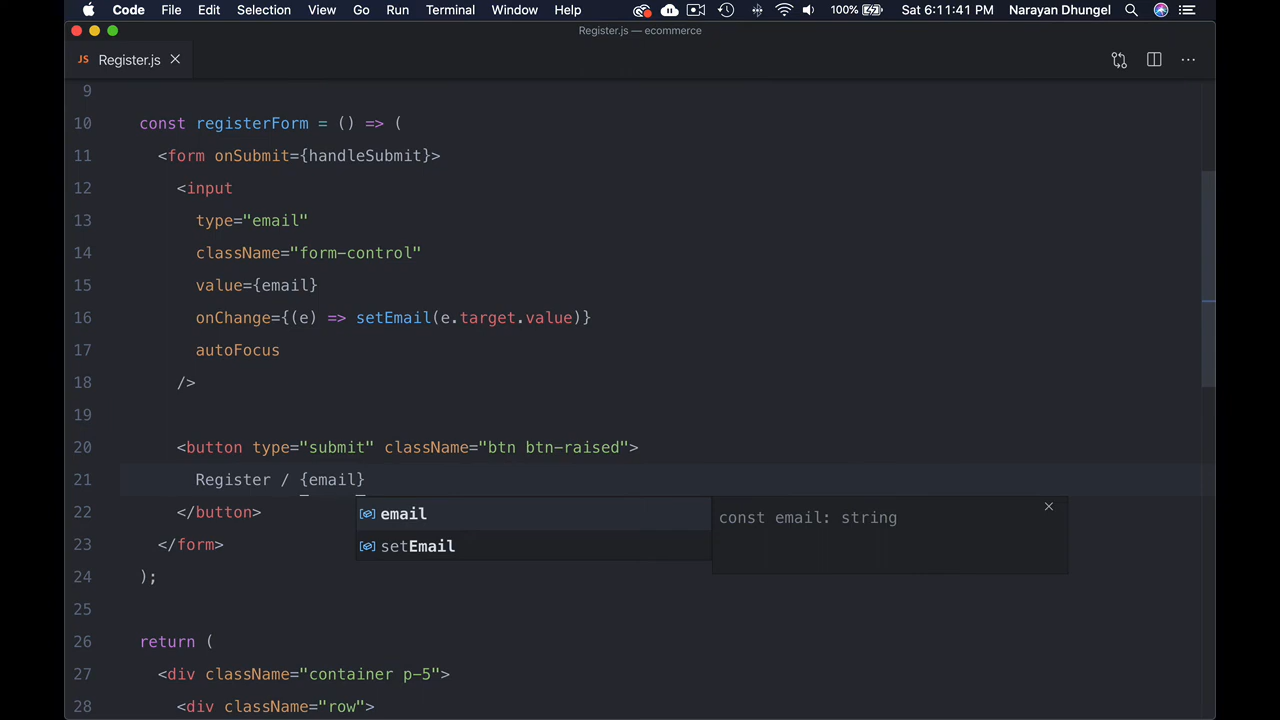 Code File Edit Selection View Go Run Terminal Window Help 100% Sat 6:11:41 PM Narayan Dhungel
Register.js — ecommerce
JS Register.js
9
10 const registerForm = () => (
11 <form onSubmit={handleSubmit}>
12 <input
13 type="email"
14 className="form-control"
15 value={email}
16 onChange={(e) => setEmail(e.target.value)}
17 autoFocus
18 />
19
20 <button type="submit" className="btn btn-raised">
21 Register / {email}
22 </button>
email const email: string
setEmail
23 </form>
24 );
25
26 return (
27 <div className="container p-5">
28 <div className="row">